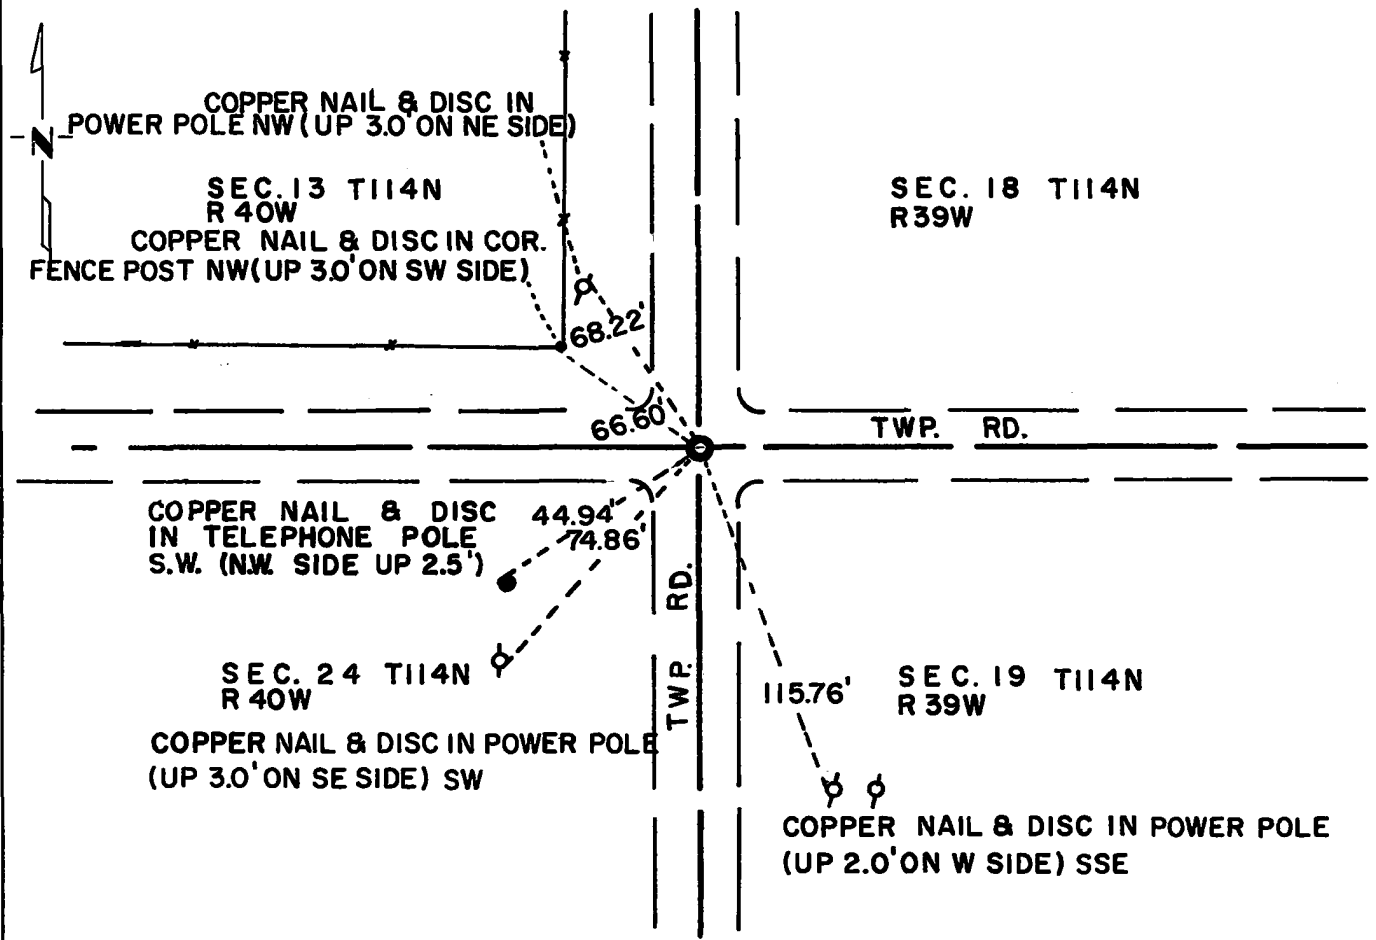 COPPER NAIL & DISC IN
POWER POLE NW (UP 3.0' ON NE SIDE)
N
SEC. 13 T114N
R 40W
SEC. 18 T114N
R 39W
COPPER NAIL & DISC IN COR.
FENCE POST NW (UP 3.0' ON SW SIDE)
68.22'
66.60'
TWP. RD.
COPPER NAIL & DISC
IN TELEPHONE POLE
S.W. (N.W. SIDE UP 2.5')
44.94'
74.86'
TWP. RD.
SEC. 24 T114N
R 40W
115.76'
SEC. 19 T114N
R 39W
COPPER NAIL & DISC IN POWER POLE
(UP 3.0' ON SE SIDE) SW
COPPER NAIL & DISC IN POWER POLE
(UP 2.0' ON W SIDE) SSE